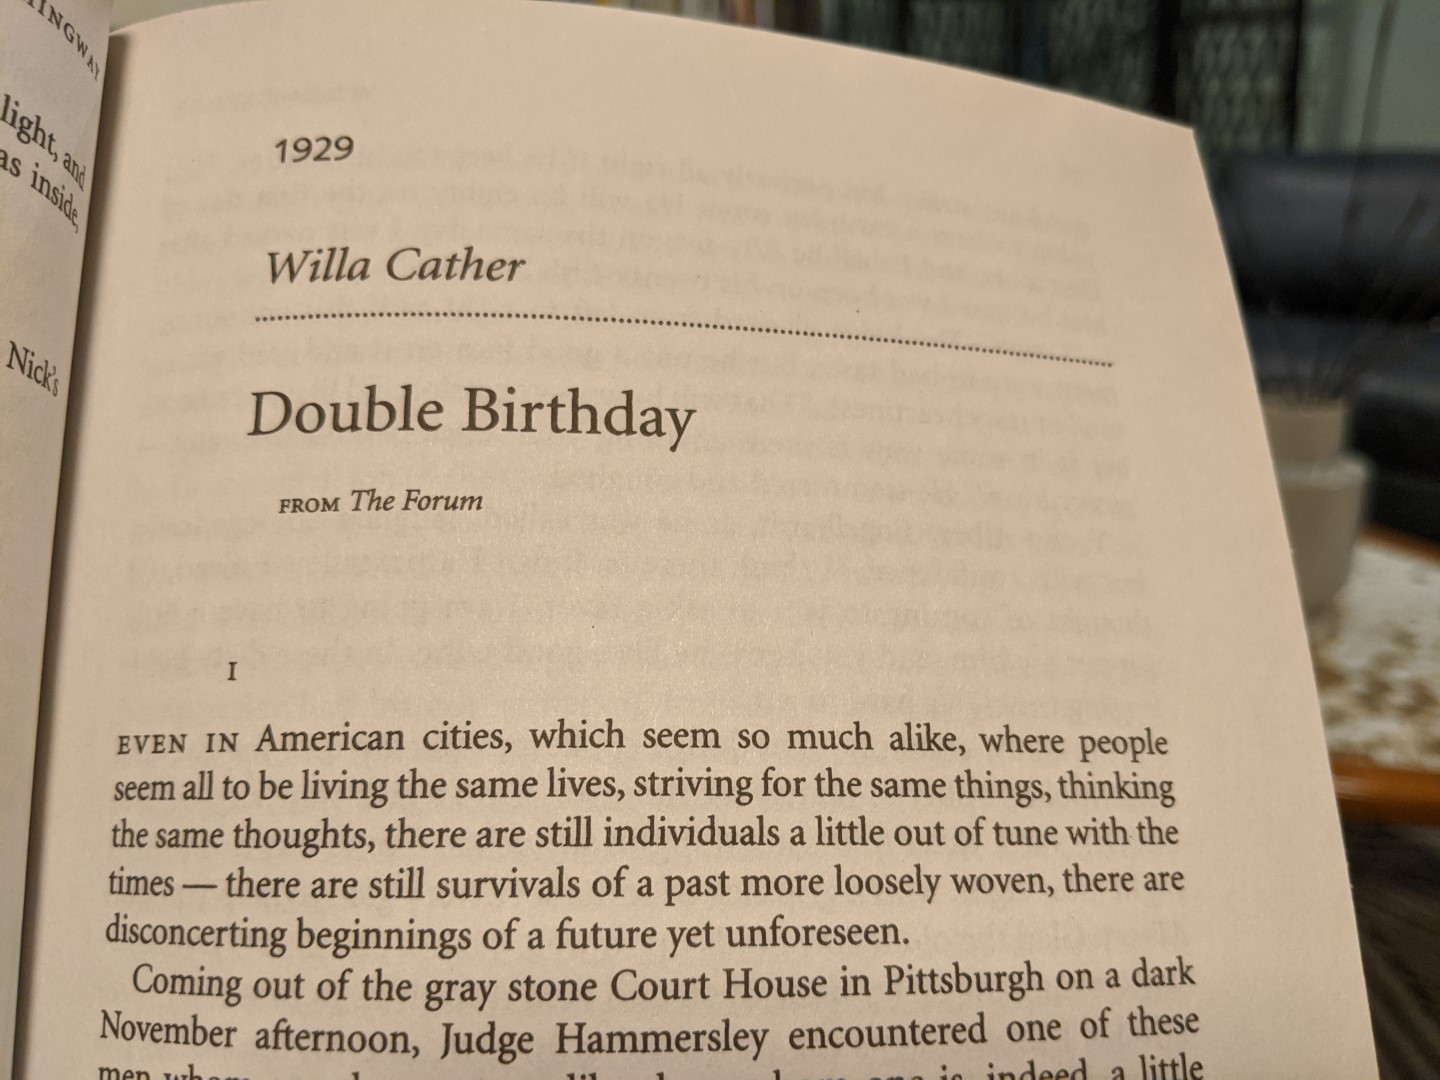 light, and
as inside,
Nick's
1929
Willa Cather
Double Birthday
FROM The Forum
I
EVEN IN American cities, which seem so much alike, where people
seem all to be living the same lives, striving for the same things, thinking
the same thoughts, there are still individuals a little out of tune with the
times — there are still survivals of a past more loosely woven, there are
disconcerting beginnings of a future yet unforeseen.
Coming out of the gray stone Court House in Pittsburgh on a dark
November afternoon, Judge Hammersley encountered one of these
men is, indeed, a little